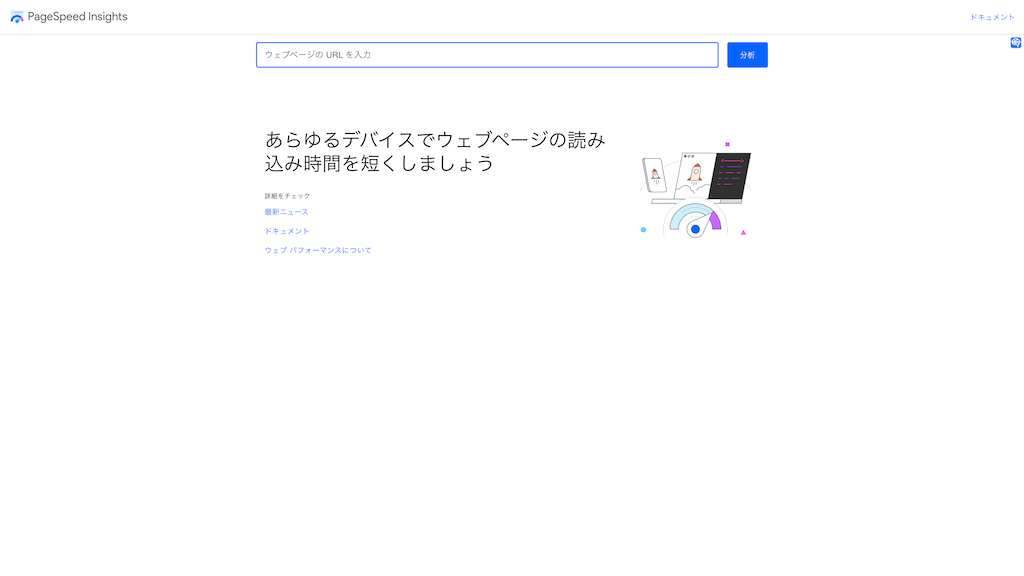 PageSpeed Insights
ドキュメント
ウェブページの URL を入力
分析
あらゆるデバイスでウェブページの読み
込み時間を短くしましょう
詳細をチェック
最新ニュース
ドキュメント
ウェブ パフォーマンスについて